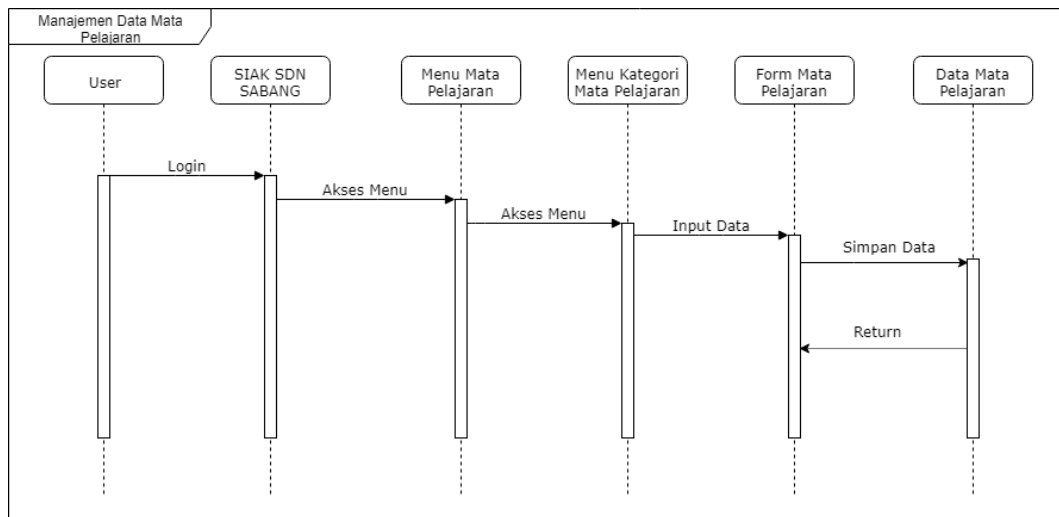 Manajemen Data Mata
Pelajaran
User
SIAK SDN
SABANG
Menu Mata
Pelajaran
Menu Kategori
Mata Pelajaran
Form Mata
Pelajaran
Data Mata
Pelajaran
Login
Akses Menu
Akses Menu
Input Data
Simpan Data
Return